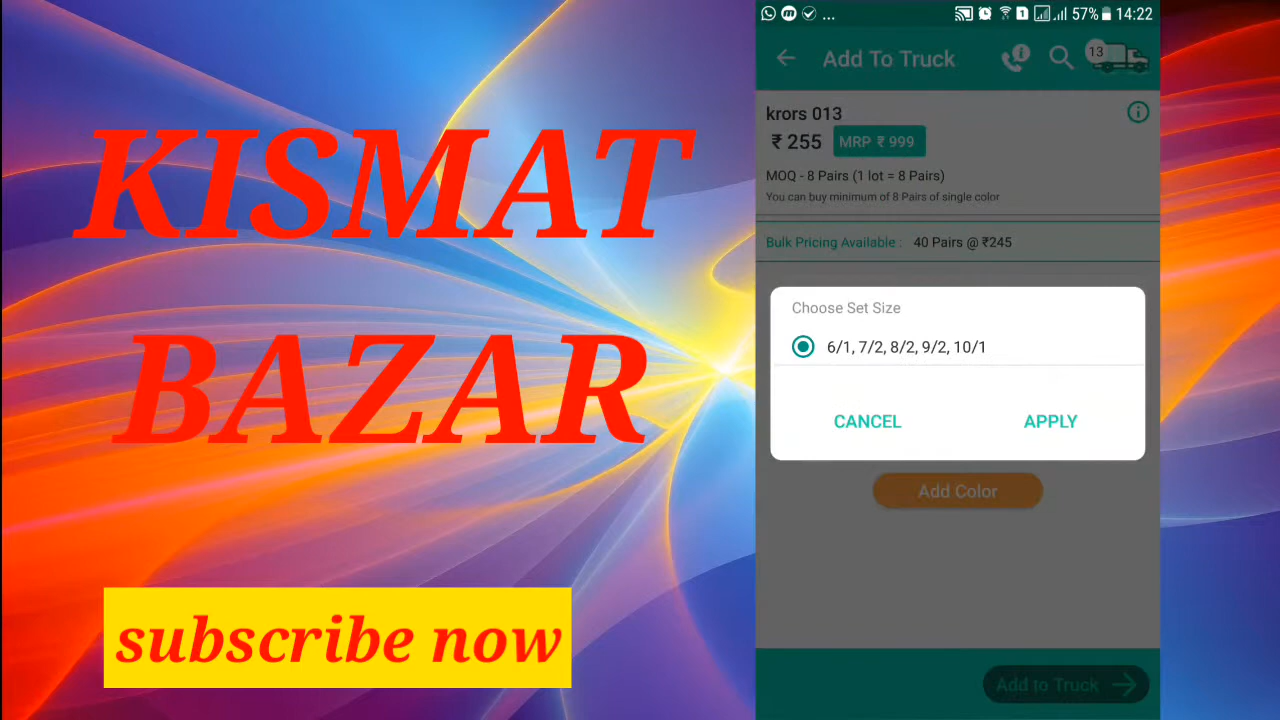 KISMAT
BAZAR
subscribe now
... 1 57% 14:22
Add To Truck 13
krors 013
₹ 255 MRP ₹ 999
MOQ - 8 Pairs (1 lot = 8 Pairs)
You can buy minimum of 8 Pairs of single color
Bulk Pricing Available : 40 Pairs @ ₹245
Choose Set Size
6/1, 7/2, 8/2, 9/2, 10/1
CANCEL APPLY
Add Color
Add to Truck